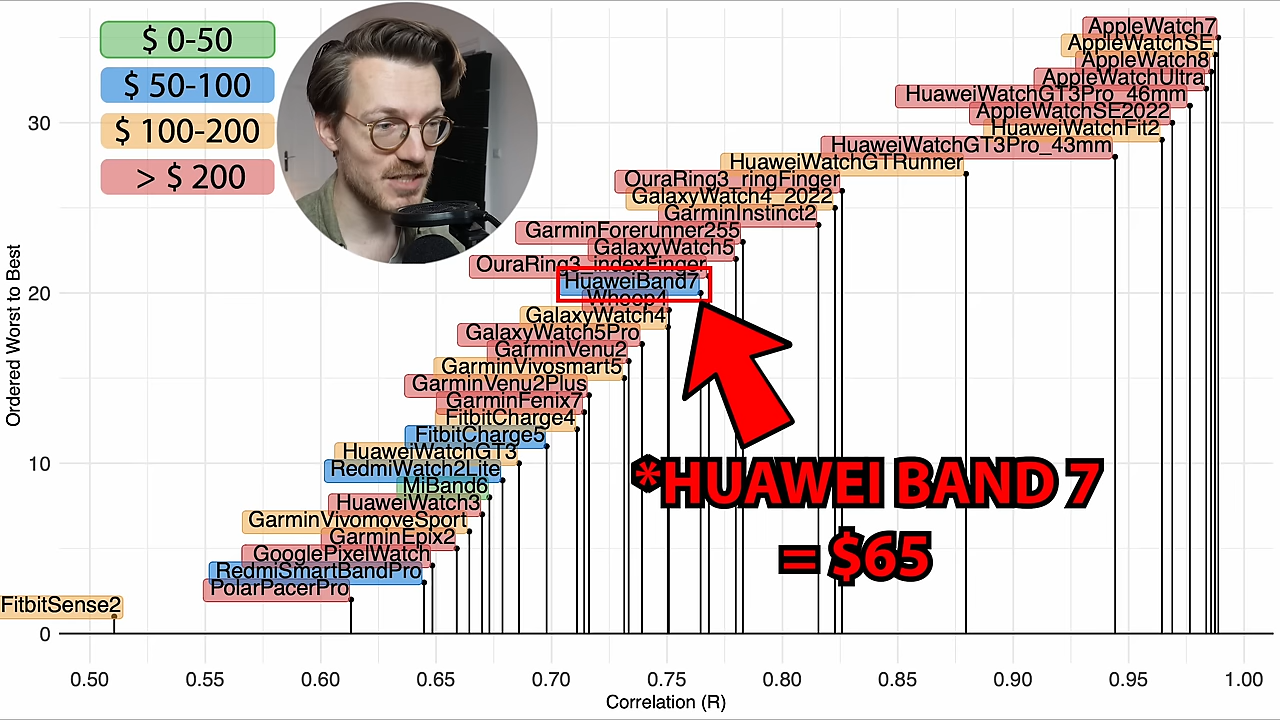 $ 0-50
$ 50-100
$ 100-200
> $ 200
Ordered Worst to Best
30
20
10
0
AppleWatch7
AppleWatchSE
AppleWatch8
AppleWatchUltra
HuaweiWatchGT3Pro_46mm
AppleWatchSE2022
HuaweiWatchFit2
HuaweiWatchGT3Pro_43mm
HuaweiWatchGTRunner
OuraRing3_ringFinger
GalaxyWatch4_2022
GarminInstinct2
GarminForerunner255
GalaxyWatch5
OuraRing3_indexFinger
HuaweiBand7
Whoop4
GalaxyWatch4
GalaxyWatch5Pro
GarminVenu2
GarminVivosmart5
GarminVenu2Plus
GarminFenix7
FitbitCharge4
FitbitCharge5
HuaweiWatchGT3
RedmiWatch2Lite
MiBand6
HuaweiWatch3
GarminVivomoveSport
GarminEpix2
GooglePixelWatch
RedmiSmartBandPro
PolarPacerPro
FitbitSense2
*HUAWEI BAND 7
= $65
0.50 0.55 0.60 0.65 0.70 0.75 0.80 0.85 0.90 0.95 1.00
Correlation (R)